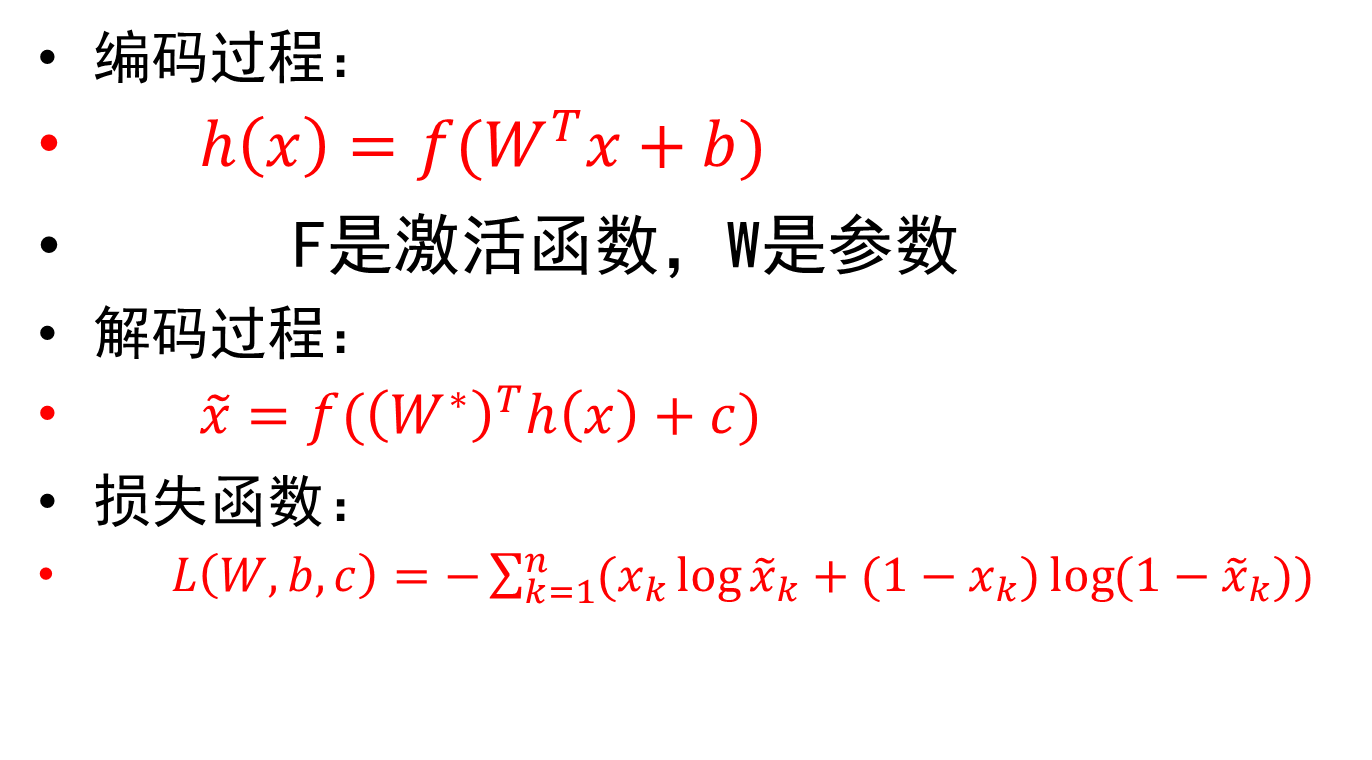 • 编码过程：
• h(x) = f(W^T x + b)
• F是激活函数，W是参数
• 解码过程：
• x̃ = f((W*)^T h(x) + c)
• 损失函数：
• L(W, b, c) = −∑_{k=1}^{n}(x_k log x̃_k + (1 − x_k) log(1 − x̃_k))